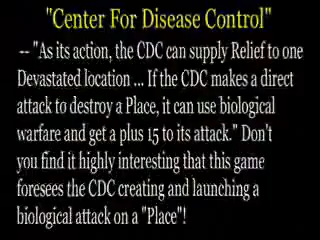 "Center For Disease Control"
-- "As its action, the CDC can supply Relief to one
Devastated location ... If the CDC makes a direct
attack to destroy a Place, it can use biological
warfare and get a plus 15 to its attack." Don't
you find it highly interesting that this game
foresees the CDC creating and launching a
biological attack on a "Place"!